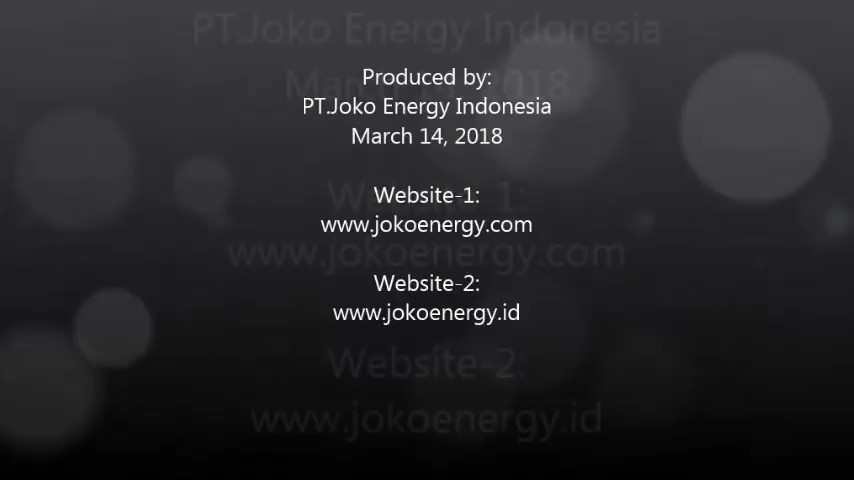 Produced by:
PT.Joko Energy Indonesia
March 14, 2018
Website-1:
www.jokoenergy.com
Website-2:
www.jokoenergy.id